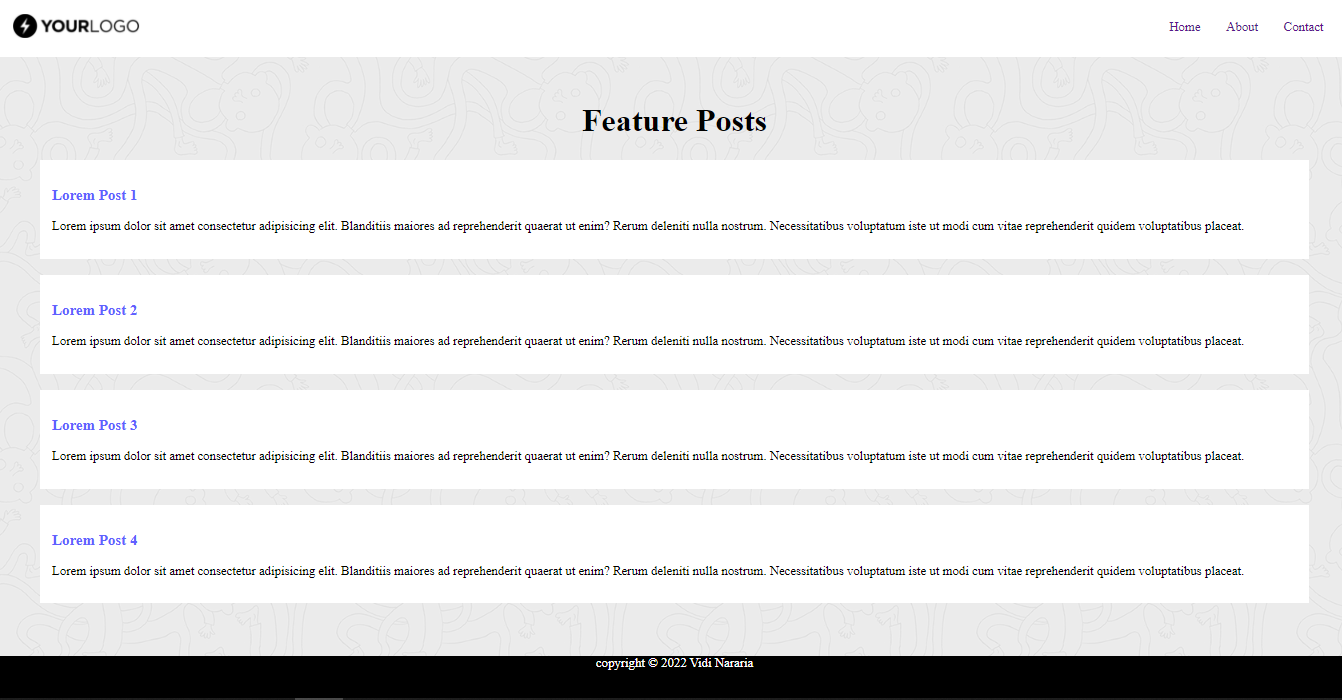 YOURLOGO
Home About Contact
Feature Posts
Lorem Post 1
Lorem ipsum dolor sit amet consectetur adipisicing elit. Blanditiis maiores ad reprehenderit quaerat ut enim? Rerum deleniti nulla nostrum. Necessitatibus voluptatum iste ut modi cum vitae reprehenderit quidem voluptatibus placeat.
Lorem Post 2
Lorem ipsum dolor sit amet consectetur adipisicing elit. Blanditiis maiores ad reprehenderit quaerat ut enim? Rerum deleniti nulla nostrum. Necessitatibus voluptatum iste ut modi cum vitae reprehenderit quidem voluptatibus placeat.
Lorem Post 3
Lorem ipsum dolor sit amet consectetur adipisicing elit. Blanditiis maiores ad reprehenderit quaerat ut enim? Rerum deleniti nulla nostrum. Necessitatibus voluptatum iste ut modi cum vitae reprehenderit quidem voluptatibus placeat.
Lorem Post 4
Lorem ipsum dolor sit amet consectetur adipisicing elit. Blanditiis maiores ad reprehenderit quaerat ut enim? Rerum deleniti nulla nostrum. Necessitatibus voluptatum iste ut modi cum vitae reprehenderit quidem voluptatibus placeat.
copyright © 2022 Vidi Nararia